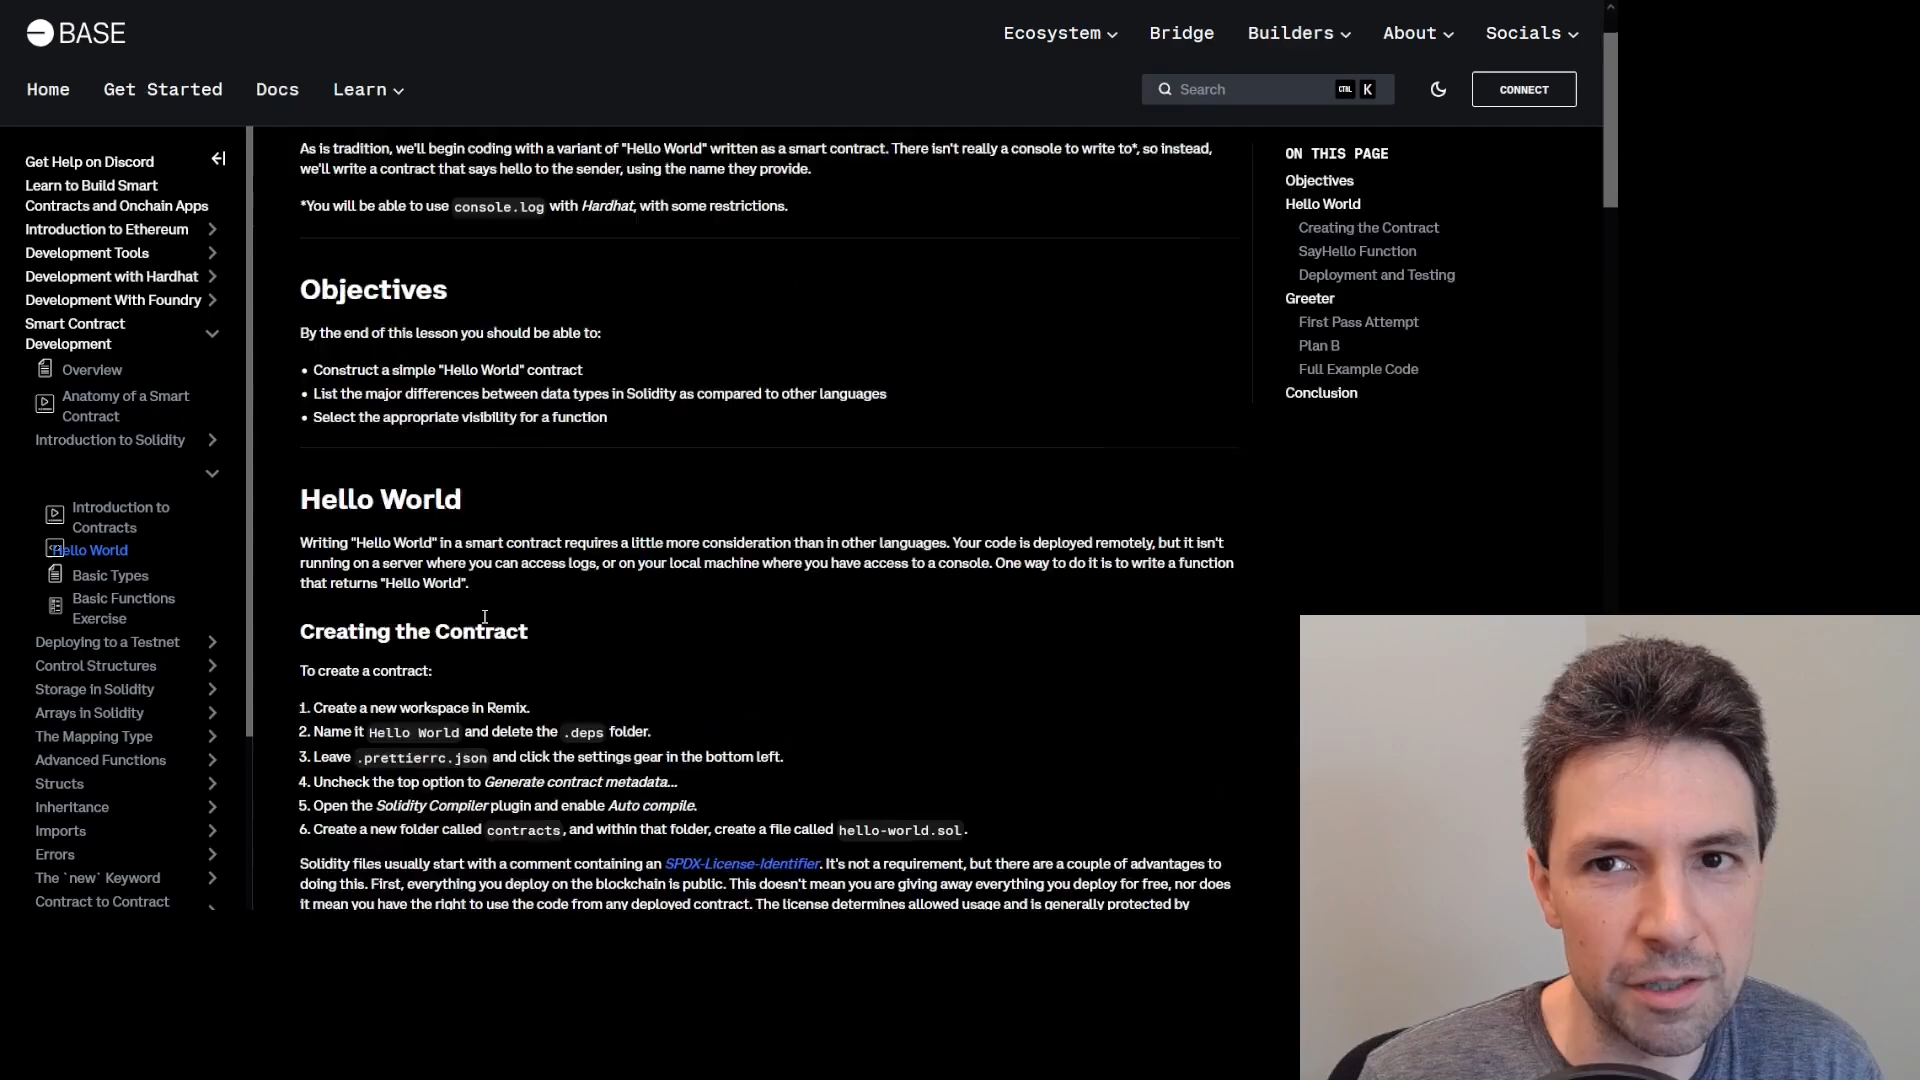 BASE
Ecosystem
Bridge
Builders
About
Socials
Home
Get Started
Docs
Learn
Search
CTRL
K
CONNECT
Get Help on Discord
Learn to Build Smart
Contracts and Onchain Apps
Introduction to Ethereum
Development Tools
Development with Hardhat
Development With Foundry
Smart Contract
Development
Overview
Anatomy of a Smart
Contract
Introduction to Solidity
Introduction to
Contracts
Hello World
Basic Types
Basic Functions
Exercise
Deploying to a Testnet
Control Structures
Storage in Solidity
Arrays in Solidity
The Mapping Type
Advanced Functions
Structs
Inheritance
Imports
Errors
The `new` Keyword
Contract to Contract
As is tradition, we'll begin coding with a variant of "Hello World" written as a smart contract. There isn't really a console to write to*, so instead,
we'll write a contract that says hello to the sender, using the name they provide.
*You will be able to use console.log with Hardhat, with some restrictions.
Objectives
By the end of this lesson you should be able to:
• Construct a simple "Hello World" contract
• List the major differences between data types in Solidity as compared to other languages
• Select the appropriate visibility for a function
Hello World
Writing "Hello World" in a smart contract requires a little more consideration than in other languages. Your code is deployed remotely, but it isn't
running on a server where you can access logs, or on your local machine where you have access to a console. One way to do it is to write a function
that returns "Hello World".
Creating the Contract
To create a contract:
1. Create a new workspace in Remix.
2. Name it Hello World and delete the .deps folder.
3. Leave .prettierrc.json and click the settings gear in the bottom left.
4. Uncheck the top option to Generate contract metadata...
5. Open the Solidity Compiler plugin and enable Auto compile.
6. Create a new folder called contracts, and within that folder, create a file called hello-world.sol.
Solidity files usually start with a comment containing an SPDX-License-Identifier. It's not a requirement, but there are a couple of advantages to
doing this. First, everything you deploy on the blockchain is public. This doesn't mean you are giving away everything you deploy for free, nor does
it mean you have the right to use the code from any deployed contract. The license determines allowed usage and is generally protected by
ON THIS PAGE
Objectives
Hello World
Creating the Contract
SayHello Function
Deployment and Testing
Greeter
First Pass Attempt
Plan B
Full Example Code
Conclusion